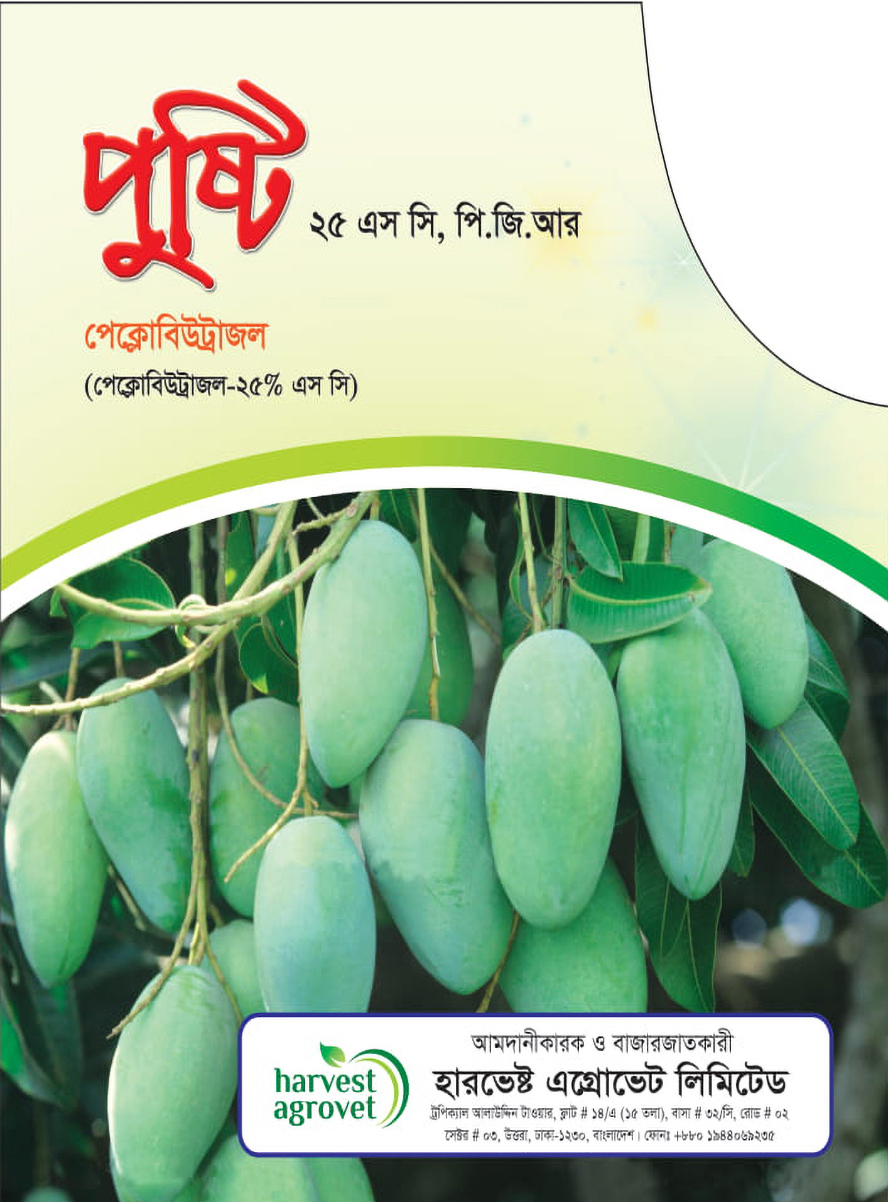 পুষ্টি ২৫ এস সি, পি.জি.আর
পেক্লোবিউট্রাজল
(পেক্লোবিউট্রাজল-২৫% এস সি)
harvest
agrovet
আমদানীকারক ও বাজারজাতকারী
হারভেষ্ট এগ্রোভেট লিমিটেড
ট্রপিক্যাল আলাউদ্দিন টাওয়ার, ফ্লাট # ১৪/এ (১৫ তলা), বাসা # ৩২/সি, রোড # ০২
সেক্টর # ০৩, উত্তরা, ঢাকা-১২৩০, বাংলাদেশ। ফোনঃ +৮৮০ ১৯৪৪০৬৯২৩৫